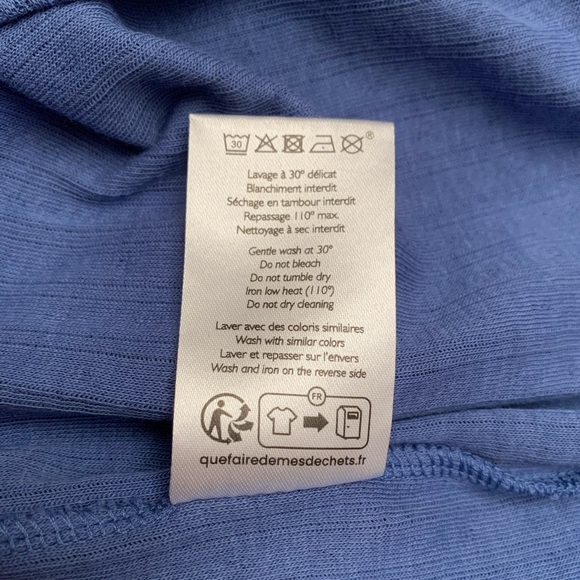 30 ®
Lavage à 30° délicat
Blanchiment interdit
Séchage en tambour interdit
Repassage 110° max.
Nettoyage à sec interdit
Gentle wash at 30°
Do not bleach
Do not tumble dry
Iron low heat (110°)
Do not dry cleaning
Laver avec des coloris similaires
Wash with similar colors
Laver et repasser sur l'envers
Wash and iron on the reverse side
FR
quefairedemesdechets.fr